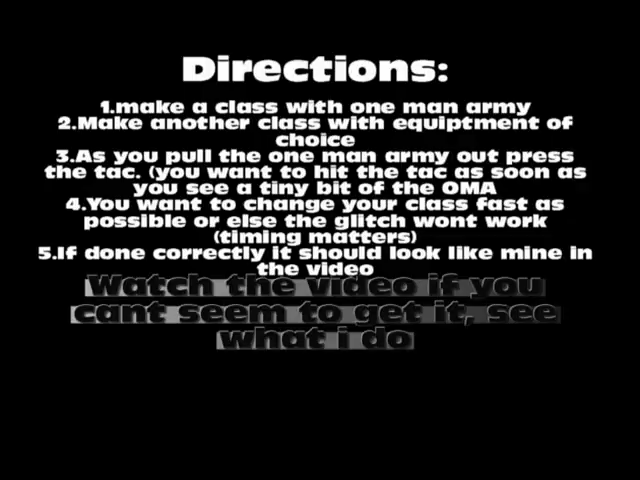 Directions:
1.make a class with one man army
2.Make another class with equiptment of
choice
3.As you pull the one man army out press
the tac. (you want to hit the tac as soon as
you see a tiny bit of the OMA
4.You want to change your class fast as
possible or else the glitch wont work
(timing matters)
5.If done correctly it should look like mine in
the video
Watch the video if you
cant seem to get it, see
what i do